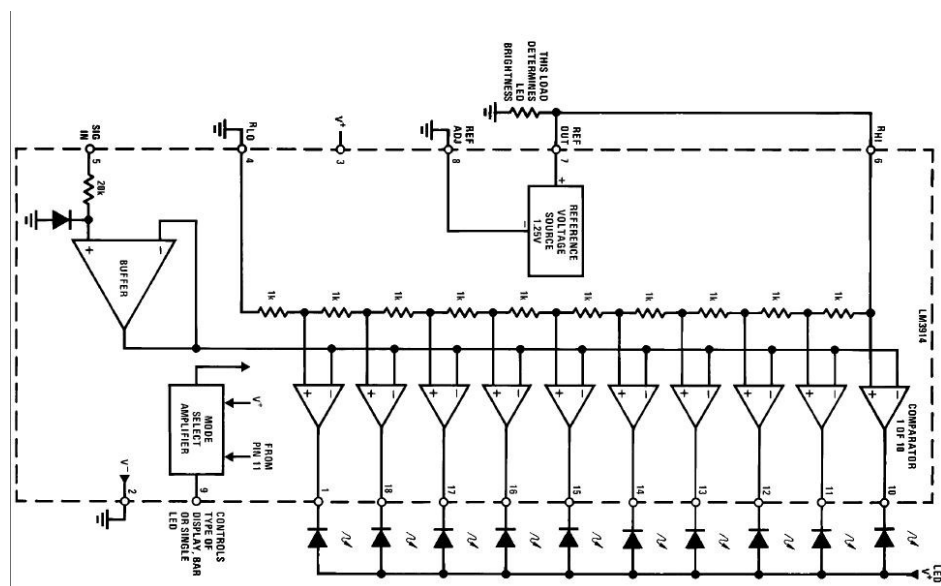 LM3914
COMPARATOR
1 OF 10
LED
V+
R HI
6
REF
OUT
7
THIS LOAD
DETERMINES
LED
BRIGHTNESS
REFERENCE
VOLTAGE
SOURCE
1.25V
+
−
REF
ADJ
8
V+
3
R LO
4
SIG
IN
5
20k
BUFFER
+
−
1k
1k
1k
1k
1k
1k
1k
1k
1k
1k
+ −
+ −
+ −
+ −
+ −
+ −
+ −
+ −
+ −
+ −
10
11
12
13
14
15
16
17
18
1
MODE
SELECT
AMPLIFIER
V+
FROM
PIN 11
9
CONTROLS
TYPE OF
DISPLAY, BAR
OR SINGLE
LED
V−
2